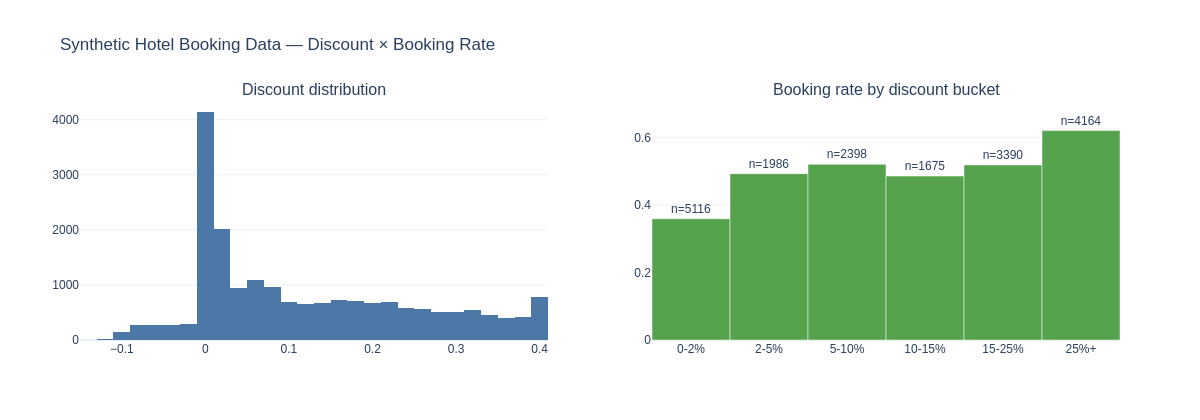 Synthetic Hotel Booking Data — Discount × Booking Rate
Discount distribution
4000
3000
2000
1000
0
−0.1 0 0.1 0.2 0.3 0.4
Booking rate by discount bucket
0.6
0.4
0.2
0
n=5116
n=1986
n=2398
n=1675
n=3390
n=4164
0-2% 2-5% 5-10% 10-15% 15-25% 25%+